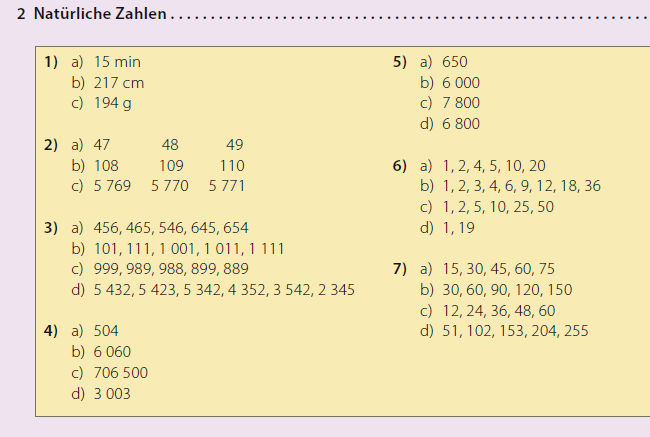 2 Natürliche Zahlen . . . . . . . . . . . . . . . . . . . . . . . . . . . . . . . . . . . . . . . . . . . . . . . . . . . . . . . . . . . . .
1) a) 15 min
b) 217 cm
c) 194 g
2) a) 47 48 49
b) 108 109 110
c) 5 769 5 770 5 771
3) a) 456, 465, 546, 645, 654
b) 101, 111, 1 001, 1 011, 1 111
c) 999, 989, 988, 899, 889
d) 5 432, 5 423, 5 342, 4 352, 3 542, 2 345
4) a) 504
b) 6 060
c) 706 500
d) 3 003
5) a) 650
b) 6 000
c) 7 800
d) 6 800
6) a) 1, 2, 4, 5, 10, 20
b) 1, 2, 3, 4, 6, 9, 12, 18, 36
c) 1, 2, 5, 10, 25, 50
d) 1, 19
7) a) 15, 30, 45, 60, 75
b) 30, 60, 90, 120, 150
c) 12, 24, 36, 48, 60
d) 51, 102, 153, 204, 255